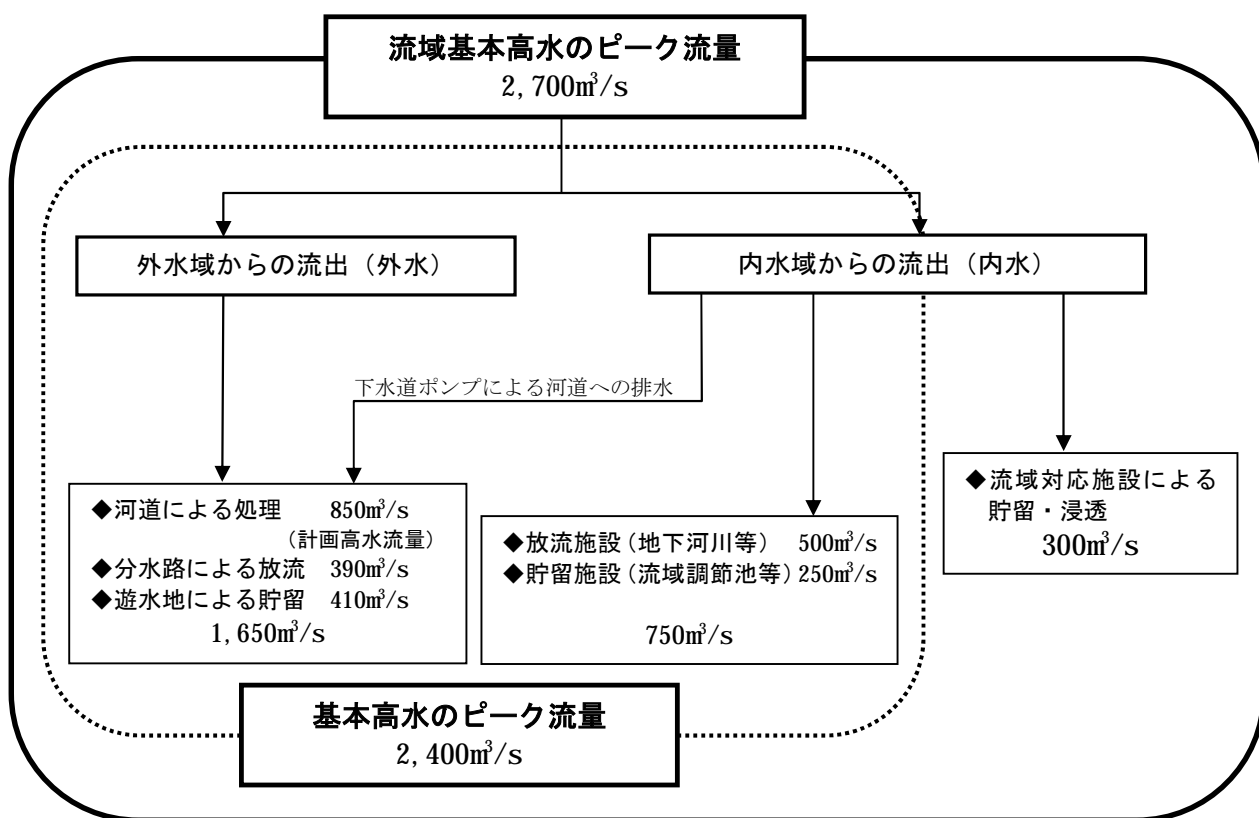 流域基本高水のピーク流量
2,700㎥/s
外水域からの流出（外水）
内水域からの流出（内水）
下水道ポンプによる河道への排水
◆河道による処理 850㎥/s
（計画高水流量）
◆分水路による放流 390㎥/s
◆遊水地による貯留 410㎥/s
1,650㎥/s
◆放流施設（地下河川等） 500㎥/s
◆貯留施設（流域調節池等）250㎥/s
750㎥/s
◆流域対応施設による
貯留・浸透
300㎥/s
基本高水のピーク流量
2,400㎥/s